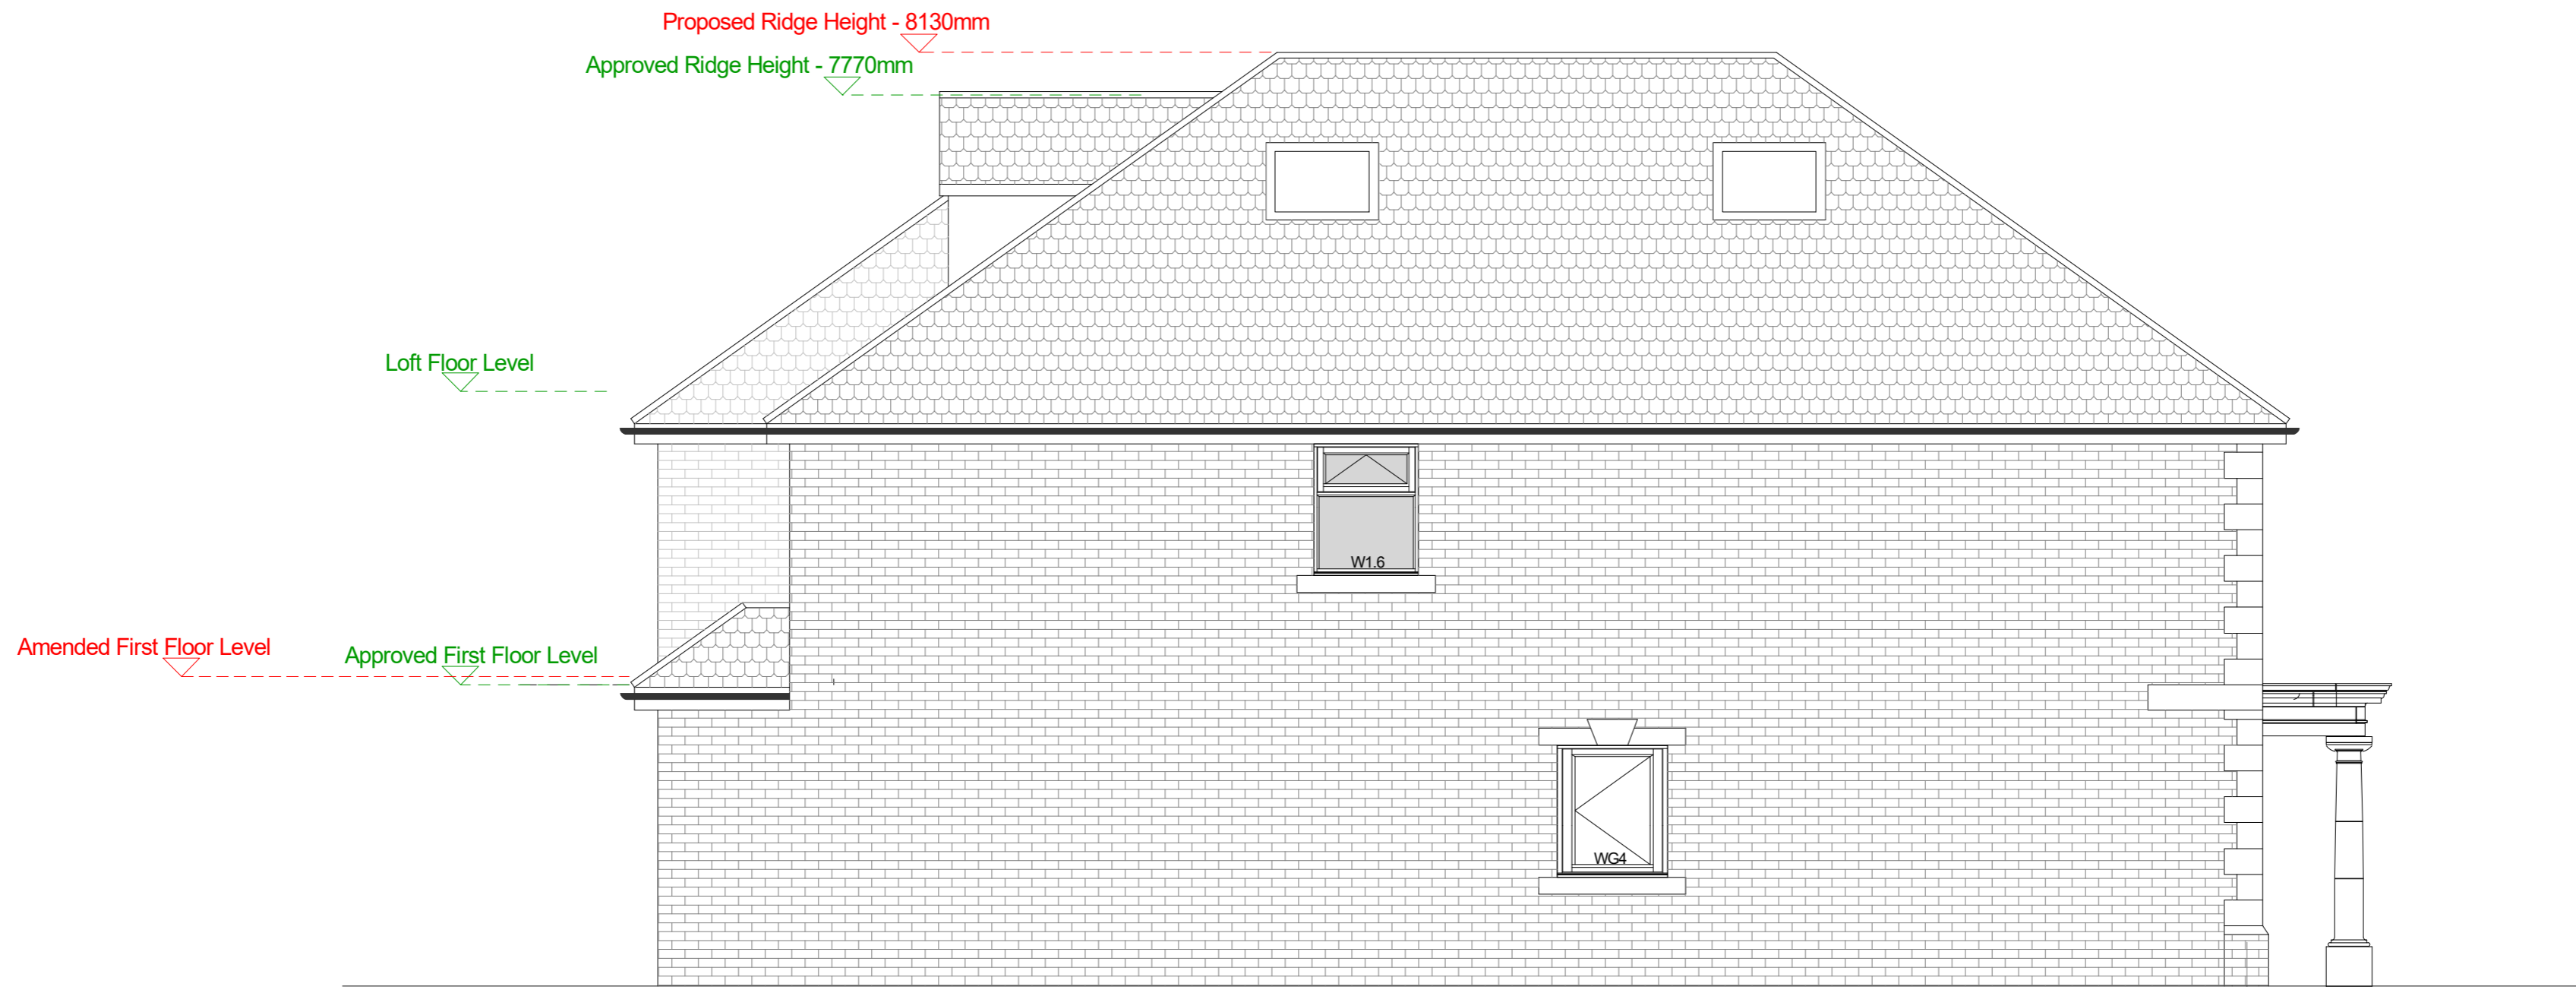 Proposed Ridge Height - 8130mm
Approved Ridge Height - 7770mm
Loft Floor Level
W1.6
Amended First Floor Level
Approved First Floor Level
WG4